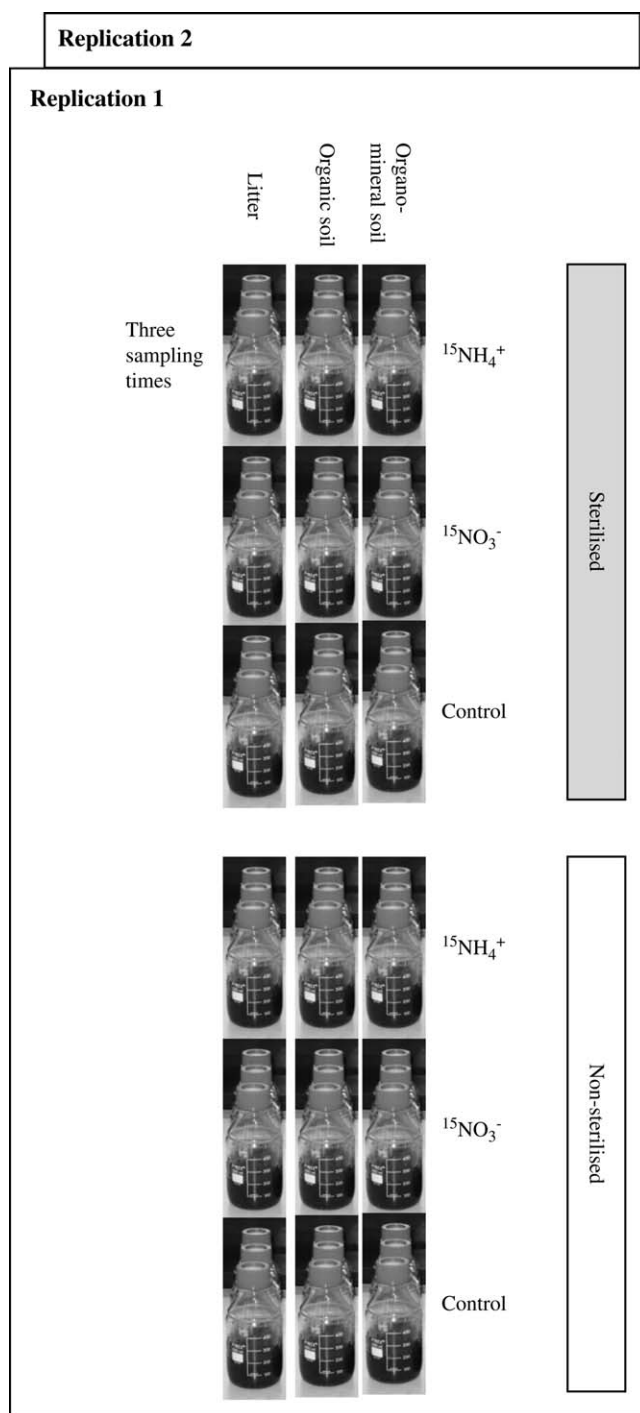 Replication 2
Replication 1
Litter
Organic soil
Organo-
mineral soil
Three
sampling
times
¹⁵NH₄⁺
¹⁵NO₃⁻
Control
Sterilised
¹⁵NH₄⁺
¹⁵NO₃⁻
Control
Non-sterilised